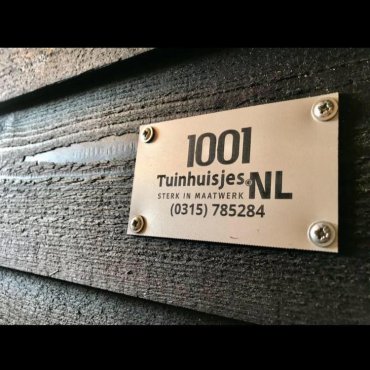 1001
Tuinhuisjes®NL
STERK IN MAATWERK
(0315) 785284